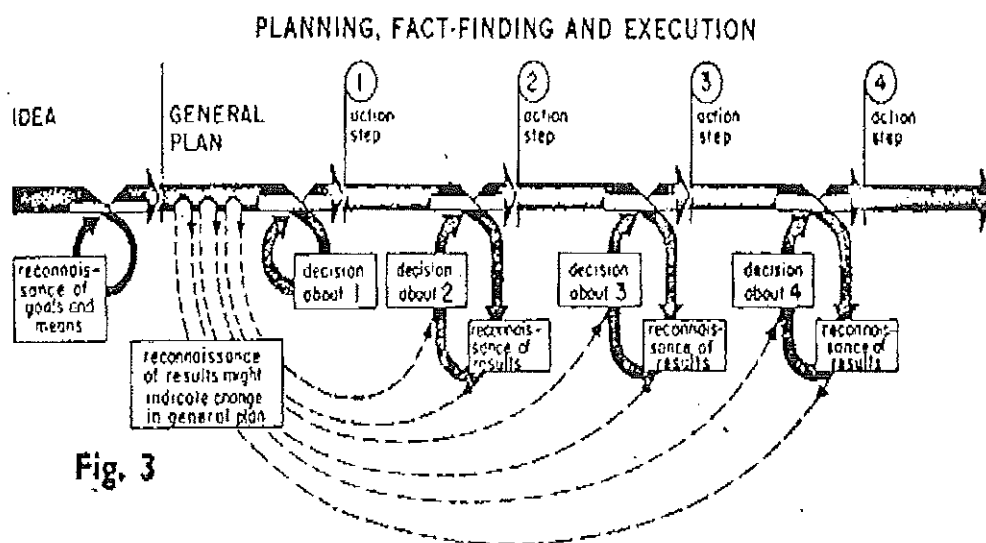 PLANNING, FACT-FINDING AND EXECUTION
IDEA
GENERAL
PLAN
1
action
step
2
action
step
3
action
step
4
action
step
reconnais-
sance of
goals and
means
decision
about 1
decision
about 2
reconnais-
sance of
results
decision
about 3
reconnais-
sance of
results
decision
about 4
reconnais-
sance of
results
reconnaissance
of results might
indicate change
in general plan
Fig. 3